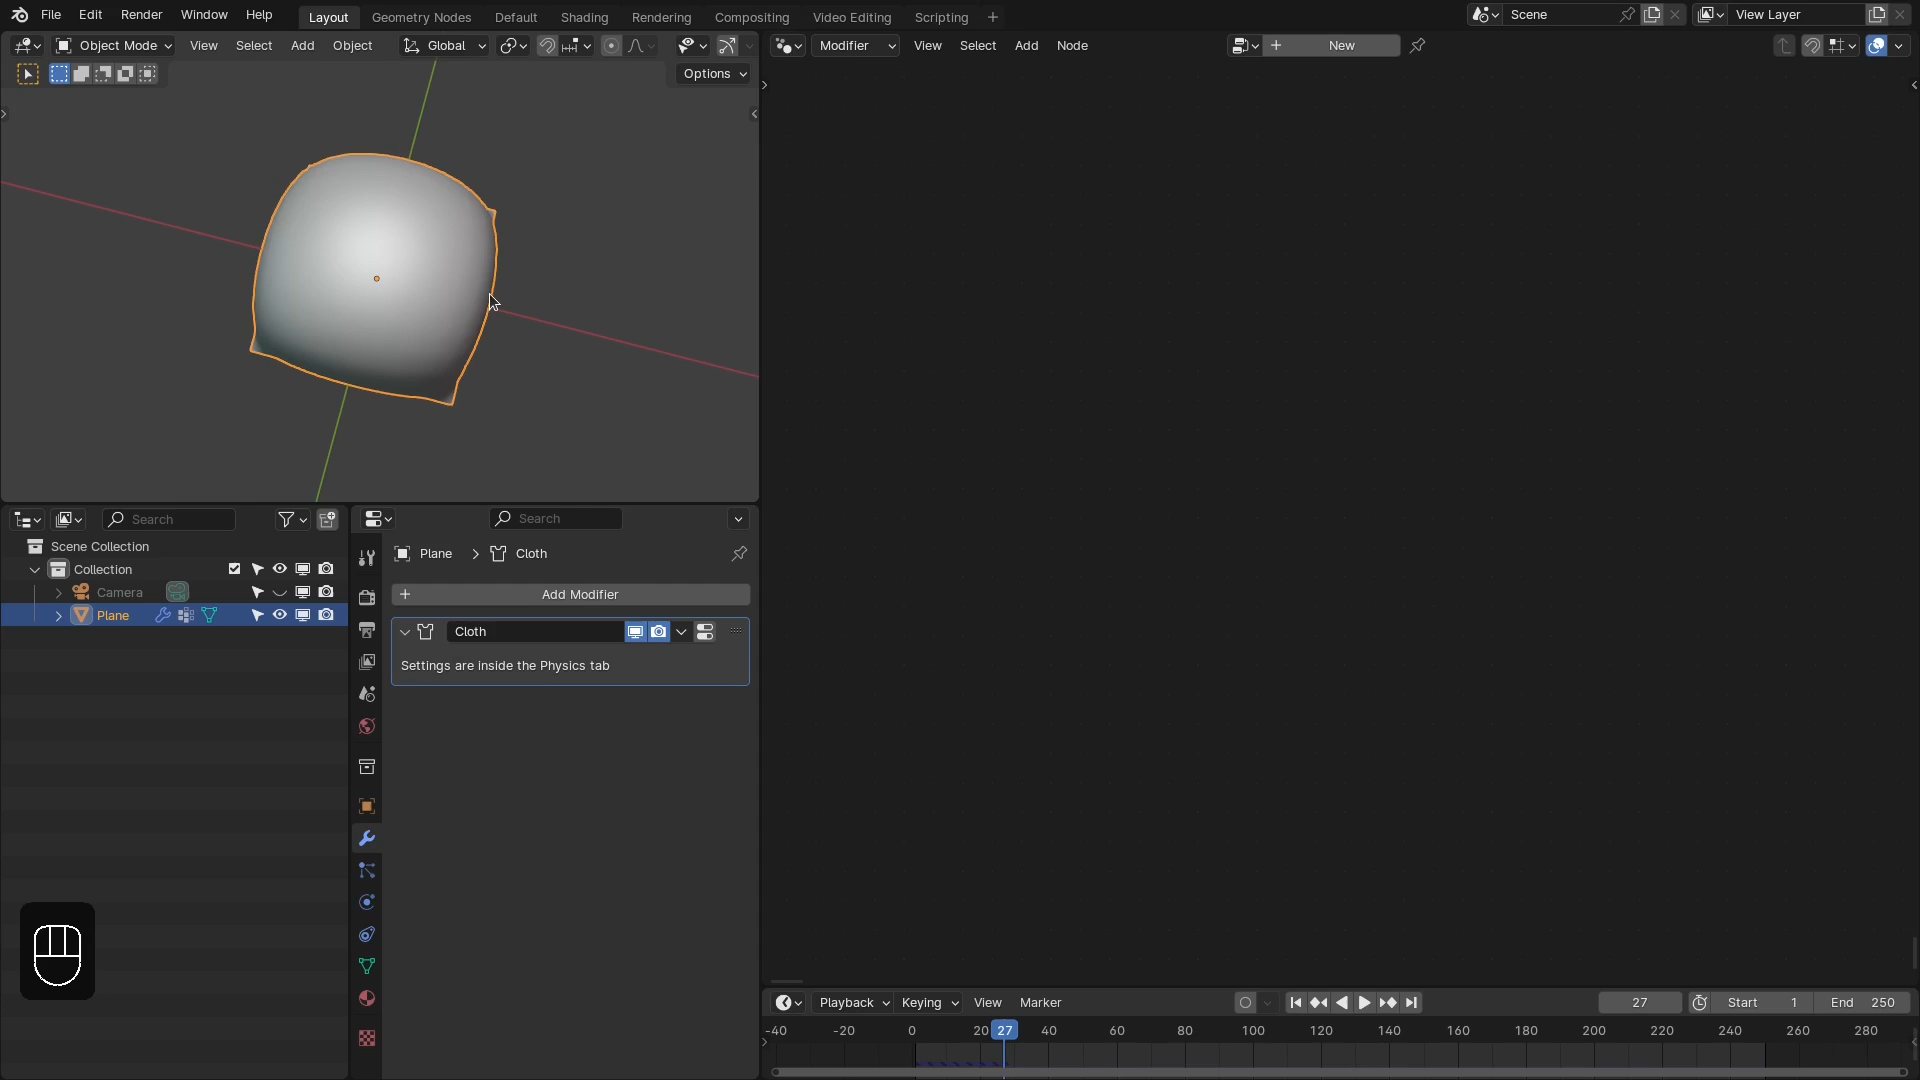 File Edit Render Window Help Layout Geometry Nodes Default Shading Rendering Compositing Video Editing Scripting + Scene View Layer
Object Mode View Select Add Object Global
Options
Modifier View Select Add Node + New
Search
Scene Collection
Collection
Camera
Plane
Search
Plane > Cloth
+ Add Modifier
Cloth
Settings are inside the Physics tab
Playback Keying View Marker 27 Start 1 End 250
-40 -20 0 20 27 40 60 80 100 120 140 160 180 200 220 240 260 280